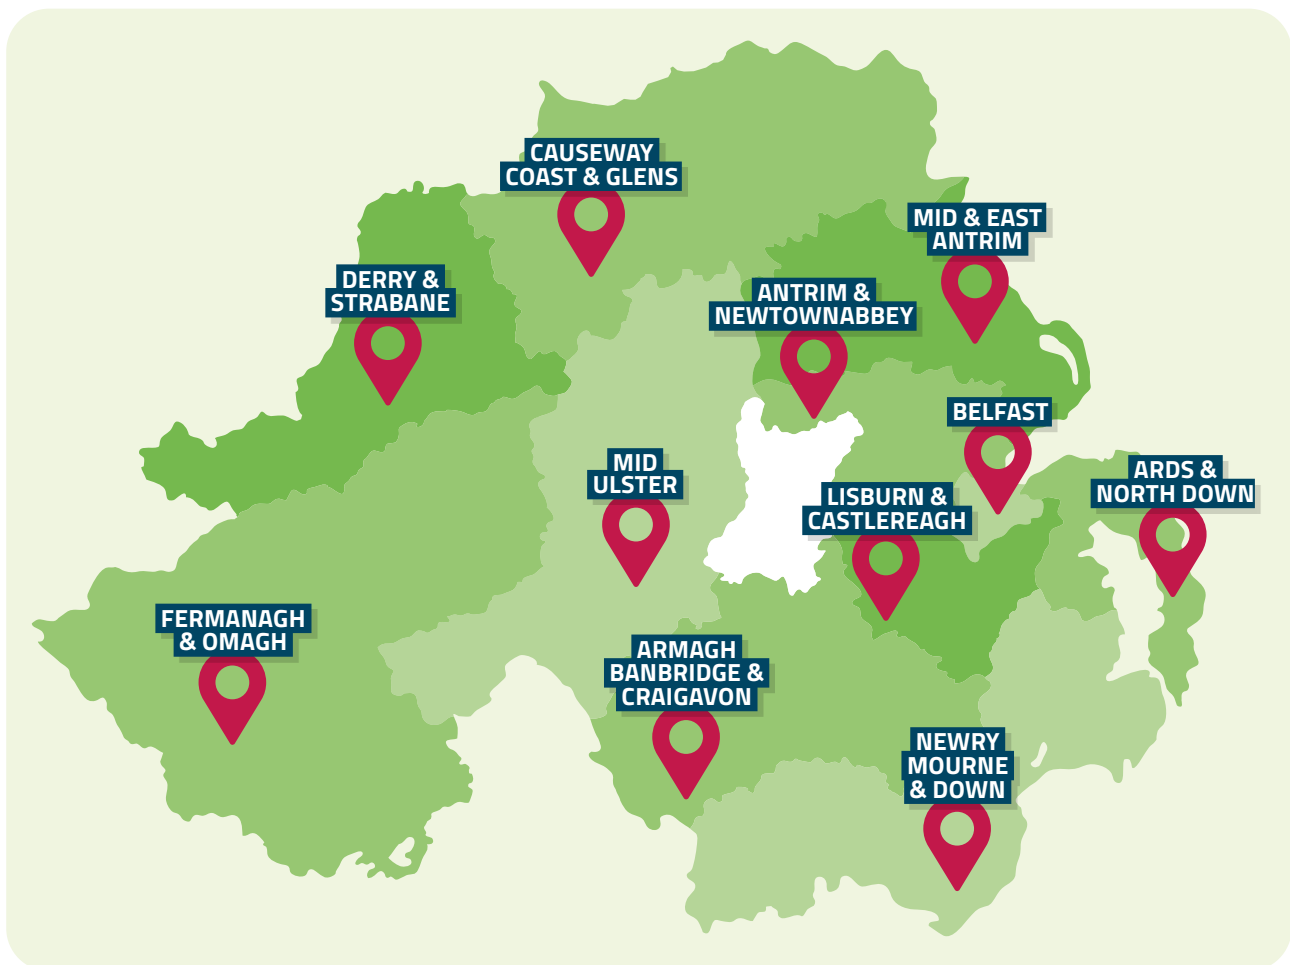 CAUSEWAY
COAST & GLENS
MID & EAST
ANTRIM
DERRY &
STRABANE
ANTRIM &
NEWTOWNABBEY
BELFAST
MID
ULSTER
ARDS &
NORTH DOWN
LISBURN &
CASTLEREAGH
FERMANAGH
& OMAGH
ARMAGH
BANBRIDGE &
CRAIGAVON
NEWRY
MOURNE
& DOWN